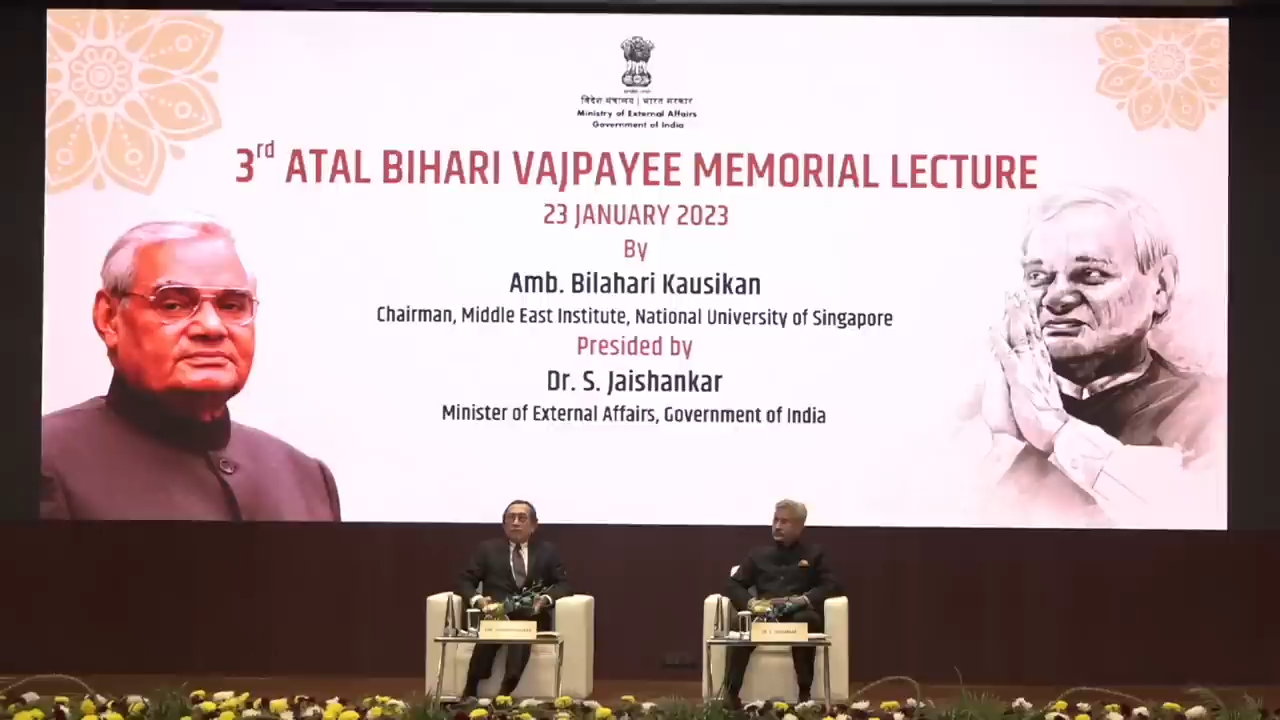 विदेश मंत्रालय | भारत सरकार
Ministry of External Affairs
Government of India
3rd ATAL BIHARI VAJPAYEE MEMORIAL LECTURE
23 JANUARY 2023
By
Amb. Bilahari Kausikan
Chairman, Middle East Institute, National University of Singapore
Presided by
Dr. S. Jaishankar
Minister of External Affairs, Government of India